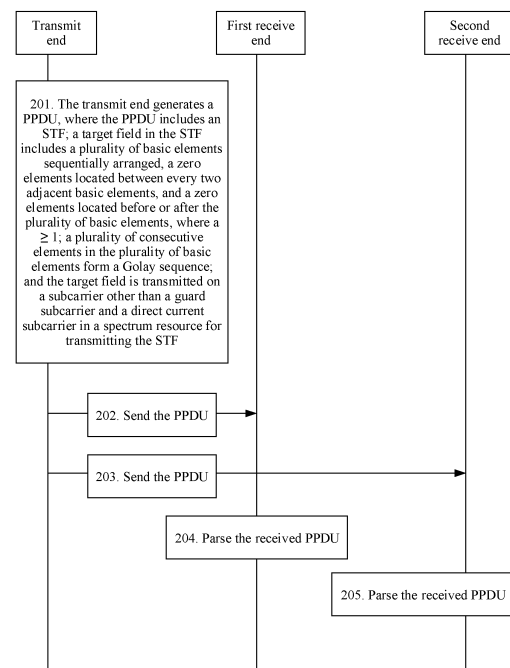 Transmit
end
First receive
end
Second
receive end
201. The transmit end generates a
PPDU, where the PPDU includes an
STF; a target field in the STF
includes a plurality of basic elements
sequentially arranged, a zero
elements located between every two
adjacent basic elements, and a zero
elements located before or after the
plurality of basic elements, where a
≥ 1; a plurality of consecutive
elements in the plurality of basic
elements form a Golay sequence;
and the target field is transmitted on
a subcarrier other than a guard
subcarrier and a direct current
subcarrier in a spectrum resource for
transmitting the STF
202. Send the PPDU
203. Send the PPDU
204. Parse the received PPDU
205. Parse the received PPDU